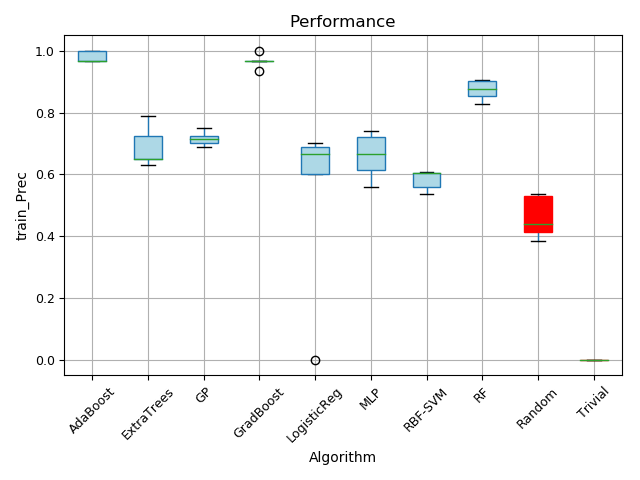 Performance
1.0
0.8
0.6
0.4
0.2
0.0
train_Prec
AdaBoost
ExtraTrees
GP
GradBoost
LogisticReg
MLP
RBF-SVM
RF
Random
Trivial
Algorithm